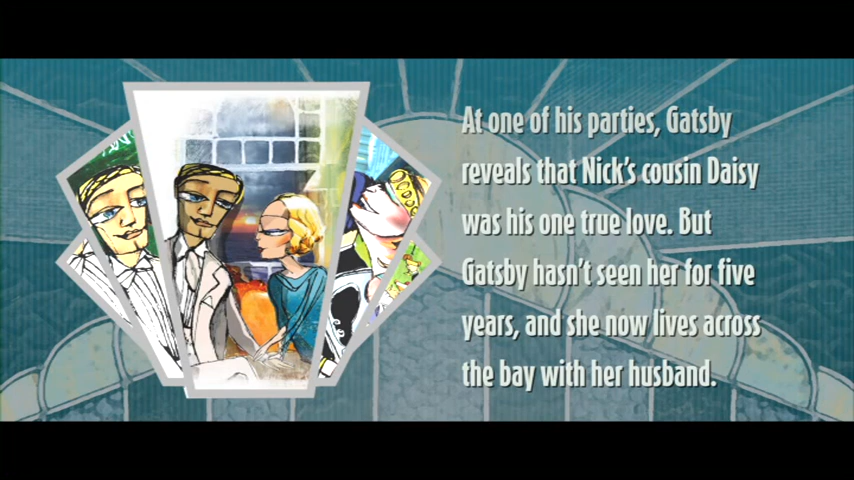 At one of his parties, Gatsby
reveals that Nick's cousin Daisy
was his one true love. But
Gatsby hasn't seen her for five
years, and she now lives across
the bay with her husband.